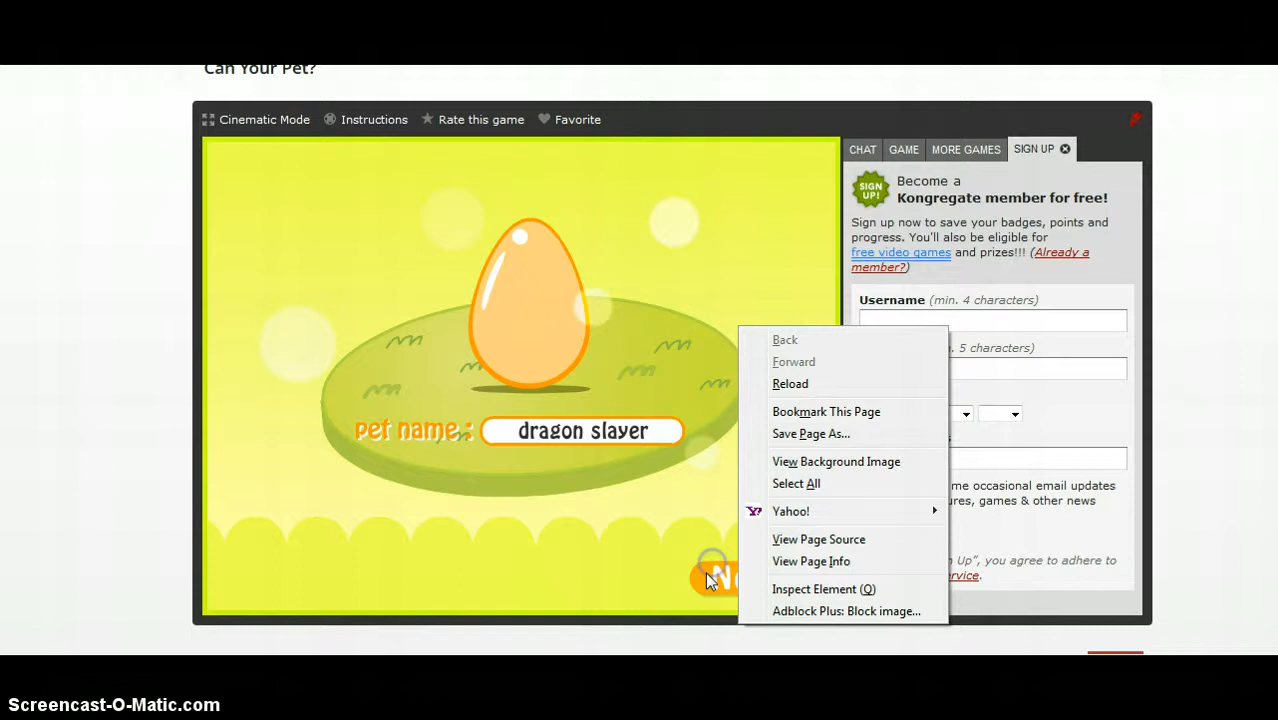 Can Your Pet?
Cinematic Mode
Instructions
Rate this game
Favorite
CHAT
GAME
MORE GAMES
SIGN UP
SIGN UP!
Become a
Kongregate member for free!
Sign up now to save your badges, points and
progress. You'll also be eligible for
free video games and prizes!!! (Already a
member?)
Username (min. 4 characters)
5 characters)
pet name :
dragon slayer
Back
Forward
Reload
Bookmark This Page
Save Page As...
View Background Image
Select All
Yahoo!
View Page Source
View Page Info
Inspect Element (Q)
Adblock Plus: Block image...
me occasional email updates
ures, games & other news
n Up", you agree to adhere to
ervice.
Screencast-O-Matic.com